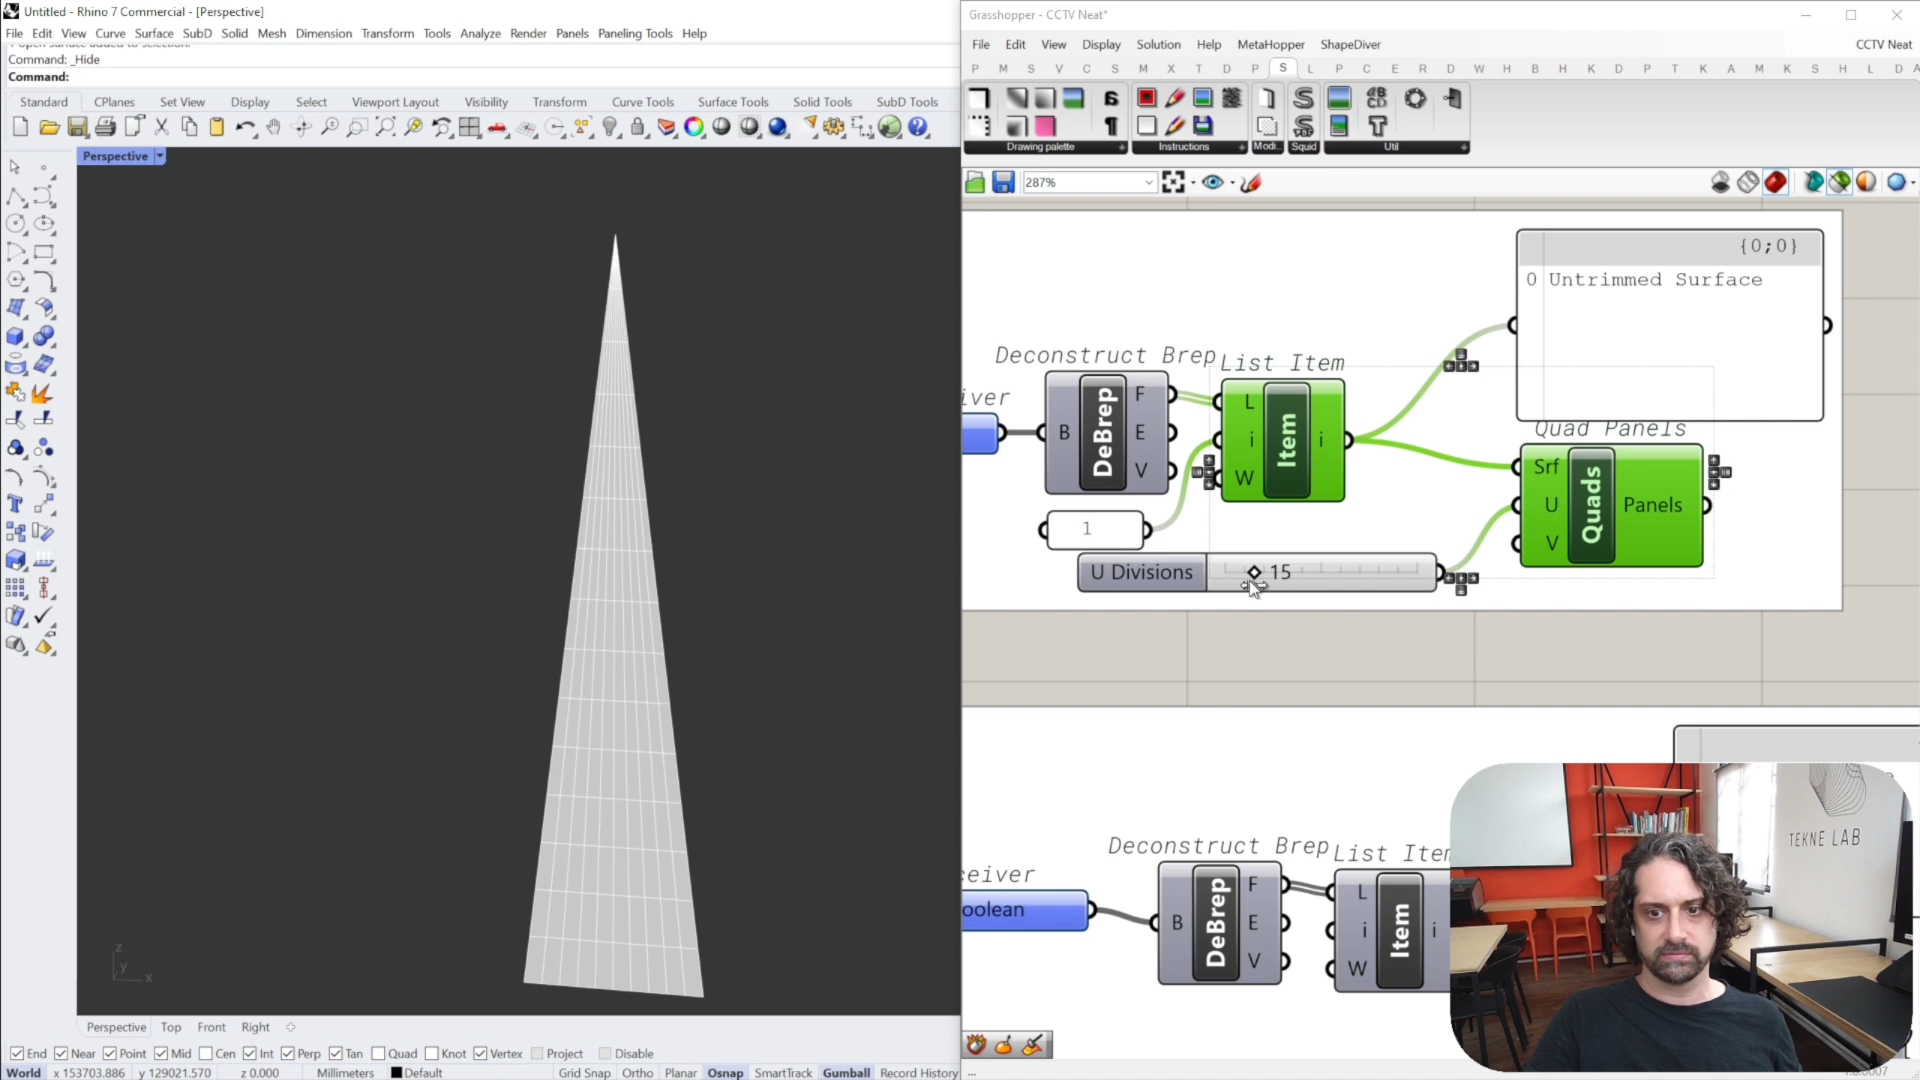 Untitled - Rhino 7 Commercial - [Perspective]
File Edit View Curve Surface SubD Solid Mesh Dimension Transform Tools Analyze Render Panels Paneling Tools Help
Command: _Hide
Command:
Standard CPlanes Set View Display Select Viewport Layout Visibility Transform Curve Tools Surface Tools Solid Tools SubD Tools
Perspective
z
y
x
Perspective Top Front Right
End Near Point Mid Cen Int Perp Tan Quad Knot Vertex Project Disable
World x 153703.886 y 129021.570 z 0.000 Millimeters Default Grid Snap Ortho Planar Osnap SmartTrack Gumball Record History
Grasshopper - CCTV Neat*
File Edit View Display Solution Help MetaHopper ShapeDiver CCTV Neat
P M S V C S M X T D P S L P C E R D W H B H K D P T K A M K S H L D A
Drawing palette Instructions Modi... Squid Util
287%
{0;0}
0 Untrimmed Surface
Deconstruct Brep List Item
iver
B DeBrep F E V
L i W Item i
Quad Panels
Srf U V Quads Panels
1
U Divisions 15
Deconstruct Brep List Item
ceiver
oolean
B DeBrep F E V
L i W Item i
TEKNE LAB
...